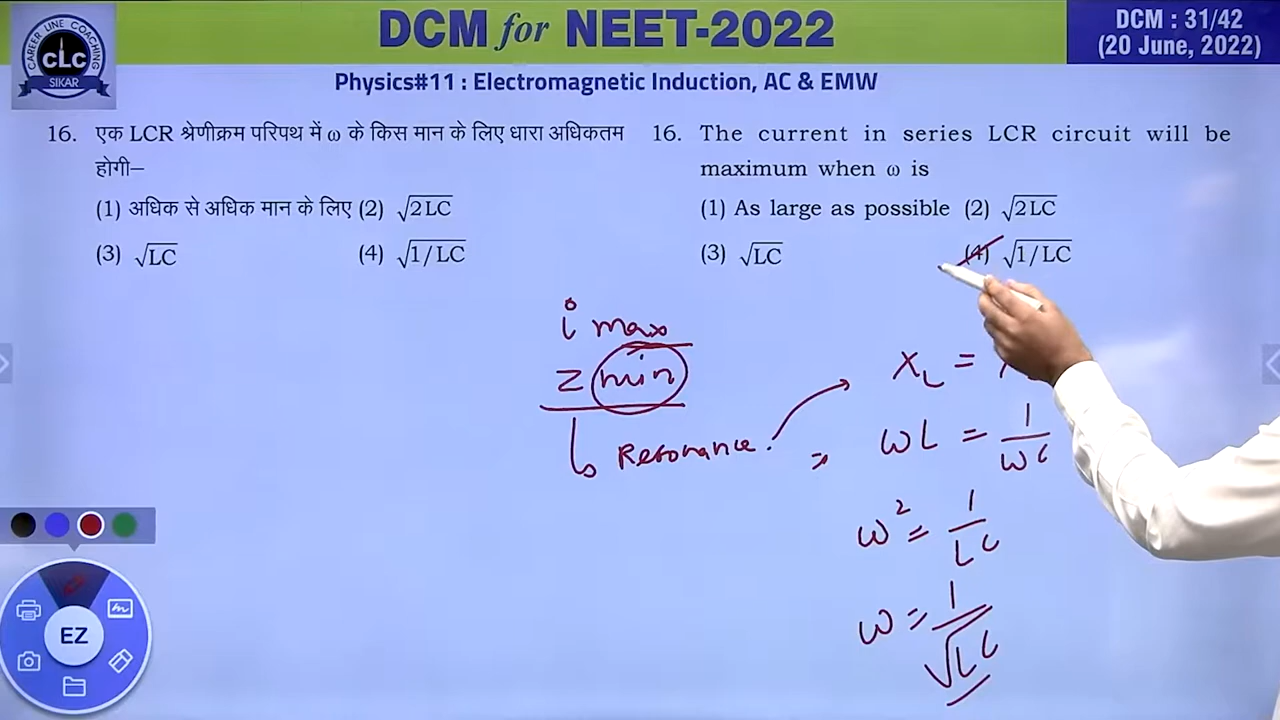 CAREER LINE COACHING
CLC
SIKAR
DCM for NEET-2022
DCM : 31/42
(20 June, 2022)
Physics#11 : Electromagnetic Induction, AC & EMW
16. एक LCR श्रेणीक्रम परिपथ में ω के किस मान के लिए धारा अधिकतम
होगी–
(1) अधिक से अधिक मान के लिए (2) √2LC
(3) √LC (4) √1/LC
16. The current in series LCR circuit will be
maximum when ω is
(1) As large as possible (2) √2LC
(3) √LC (4) √1/LC
i max
z min
Resonance.
X_L =
ωL = 1/ωC
ω² = 1/LC
ω = 1/√LC
EZ